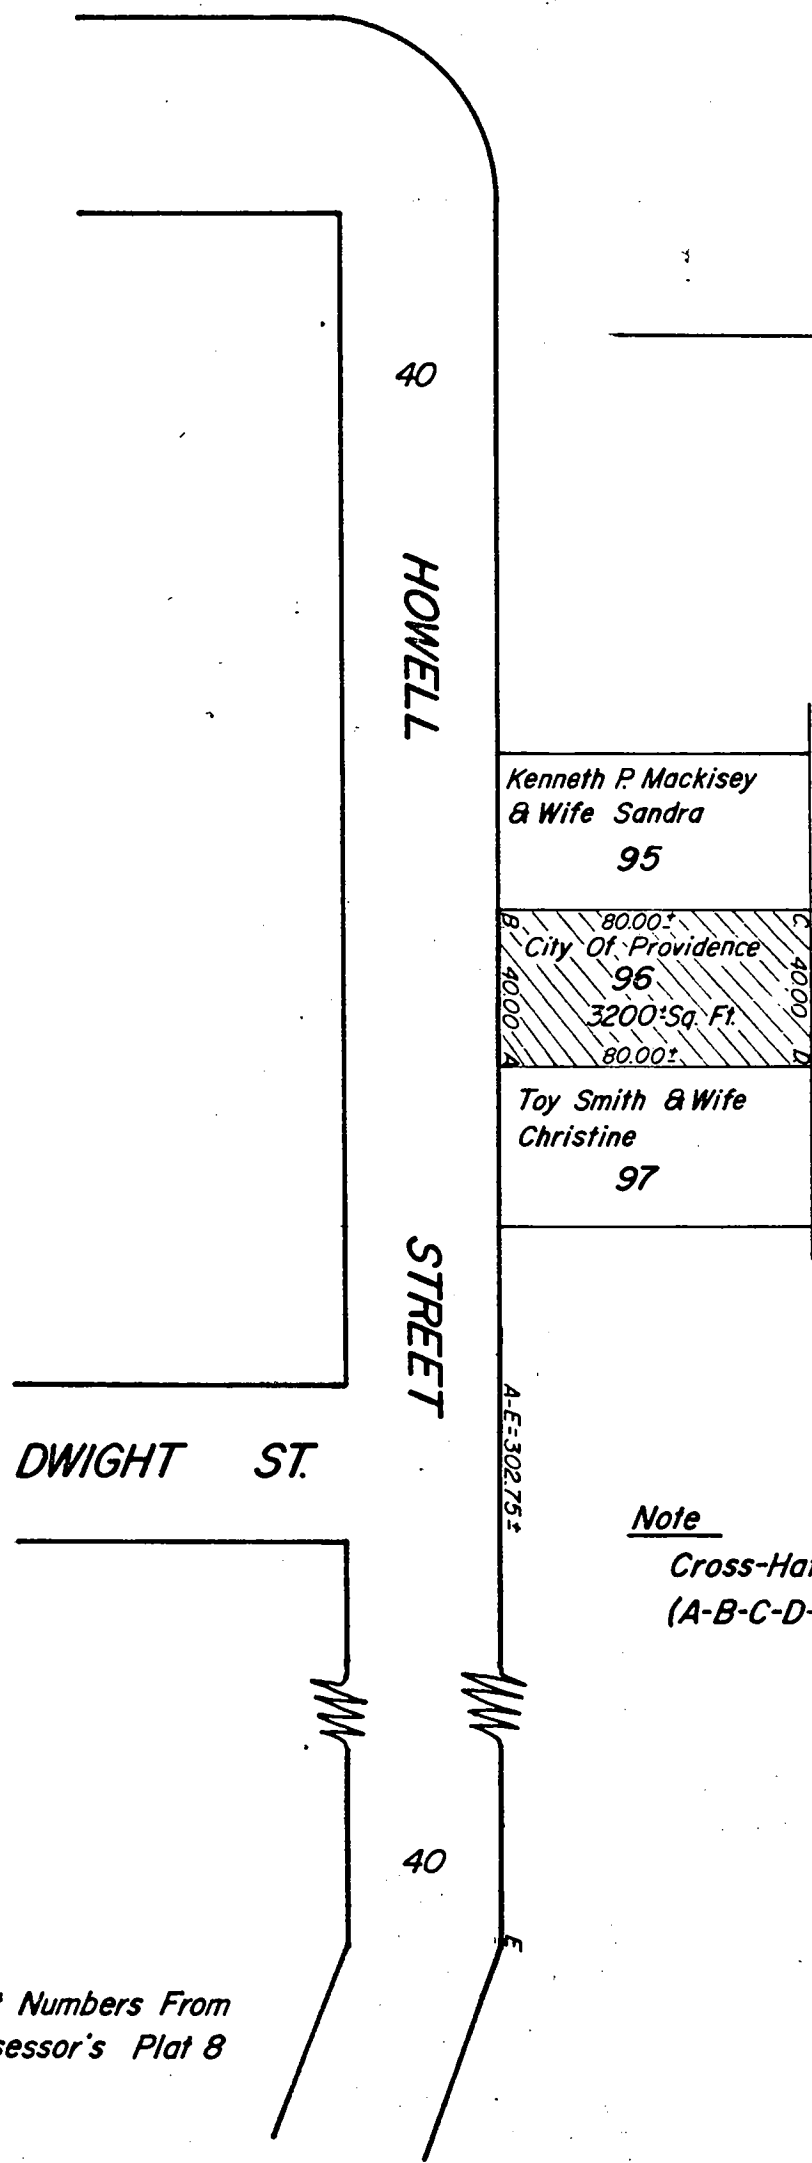 40
HOWELL
Kenneth P. Mackisey
& Wife Sandra
95
B
80.00±
C
City Of Providence
40.00
96
40.00
3200± Sq. Ft.
A
80.00±
D
Toy Smith & Wife
Christine
97
STREET
A-E=302.75±
DWIGHT ST.
Note
Cross-Hat
(A-B-C-D-
40
E
Numbers From
sessor's Plat 8